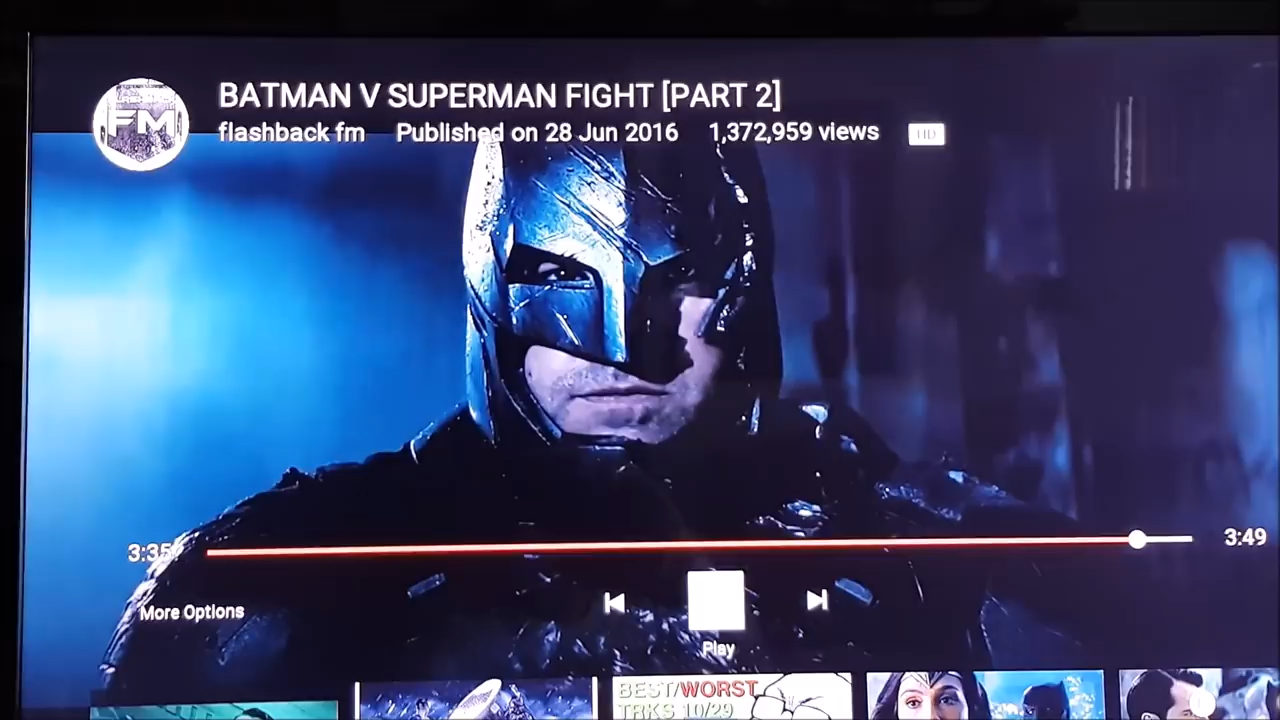 BATMAN V SUPERMAN FIGHT [PART 2]
FM
flashback fm Published on 28 Jun 2016 1,372,959 views HD
3:35
3:49
More Options
Play
BEST/WORST
TRKS 10/29